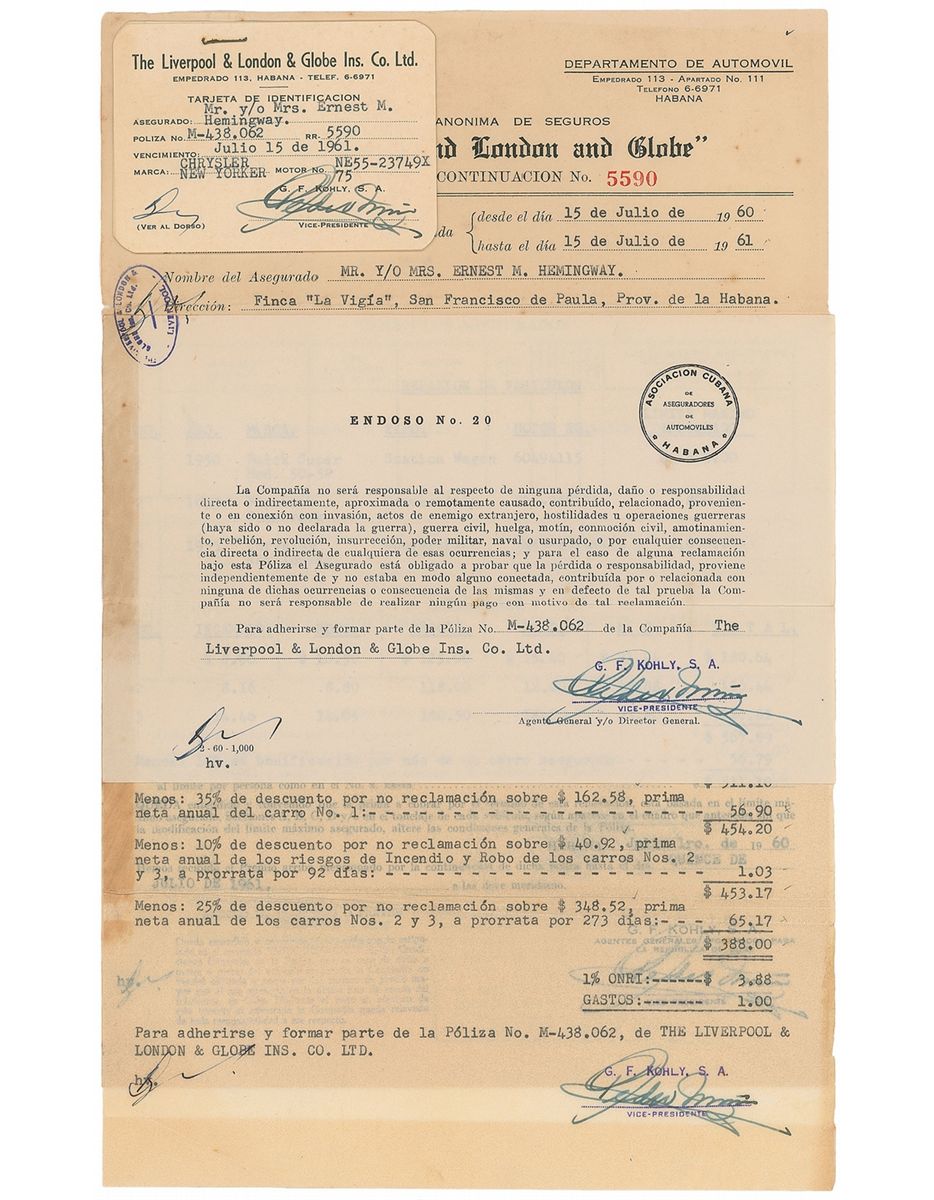 The Liverpool & London & Globe Ins. Co. Ltd.
EMPEDRADO 113, HABANA - TELEF. 6-6971
TARJETA DE IDENTIFICACION
Mr. y/o Mrs. Ernest M.
ASEGURADO: Hemingway.
POLIZA No. M-438.062 RR- 5590
VENCIMIENTO: Julio 15 de 1961.
MARCA: CHRYSLER NEW YORKER MOTOR No. NE55-23749X 75
G. F. KOHLY, S. A.
(VER AL DORSO) VICE-PRESIDENTE
DEPARTAMENTO DE AUTOMOVIL
EMPEDRADO 113 - APARTADO No. 111
TELEFONO 6-6971
HABANA
ANONIMA DE SEGUROS
nd London and Globe"
CONTINUACION No. 5590
desde el día 15 de Julio de 1960
da hasta el día 15 de Julio de 1961
Nombre del Asegurado MR. Y/O MRS. ERNEST M. HEMINGWAY.
Dirección: Finca "La Vigía", San Francisco de Paula, Prov. de la Habana.
ASOCIACION CUBANA
DE
ASEGURADORES
DE
AUTOMOVILES
HABANA
ENDOSO No. 20
La Compañía no será responsable al respecto de ninguna pérdida, daño o responsabilidad
directa o indirectamente, aproximada o remotamente causado, contribuído, relacionado, provenien-
te o en conexión con invasión, actos de enemigo extranjero, hostilidades u operaciones guerreras
(haya sido o no declarada la guerra), guerra civil, huelga, motín, conmoción civil, amotinamien-
to, rebelión, revolución, insurrección, poder militar, naval o usurpado, o por cualquier consecuen-
cia directa o indirecta de cualquiera de esas ocurrencias; y para el caso de alguna reclamación
bajo esta Póliza el Asegurado está obligado a probar que la pérdida o responsabilidad, proviene
independientemente de y no estaba en modo alguno conectada, contribuída por o relacionada con
ninguna de dichas ocurrencias o consecuencia de las mismas y en defecto de tal prueba la Com-
pañía no será responsable de realizar ningún pago con motivo de tal reclamación.
Para adherirse y formar parte de la Póliza No. M-438.062 de la Compañía The
Liverpool & London & Globe Ins. Co. Ltd.
G. F. KOHLY, S. A.
VICE-PRESIDENTE
Agente General y/o Director General.
2-60-1,000
hv.
Menos: 35% de descuento por no reclamación sobre $ 162.58, prima
neta anual del carro No. 1:- - - - - - - - - - - - - - - - - - 56.90
$ 454.20
Menos: 10% de descuento por no reclamación sobre $ 40.92, prima
neta anual de los riesgos de Incendio y Robo de los carros Nos. 2
y 3, a prorrata por 92 días:- - - - - - - - - - - - - - - - - 1.03
$ 453.17
Menos: 25% de descuento por no reclamación sobre $ 348.52, prima
neta anual de los carros Nos. 2 y 3, a prorrata por 273 días:- - - 65.17
$ 388.00
1% ONRI:------$ 3.88
GASTOS:------- 1.00
Para adherirse y formar parte de la Póliza No. M-438.062, de THE LIVERPOOL &
LONDON & GLOBE INS. CO. LTD.
hv.
G. F. KOHLY, S. A.
VICE-PRESIDENTE